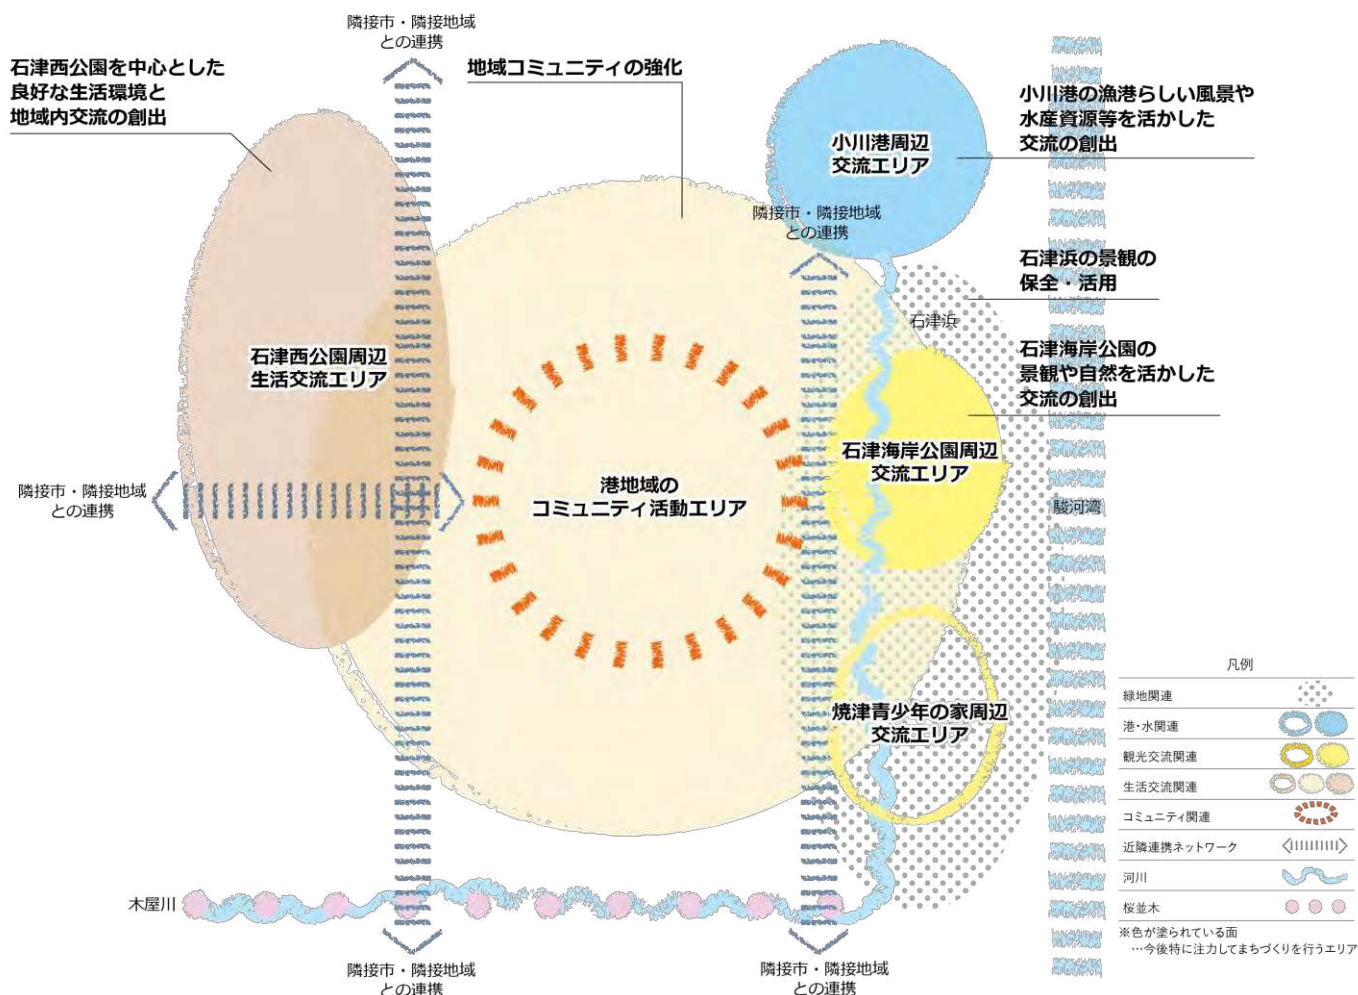 隣接市・隣接地域
との連携
石津西公園を中心とした
良好な生活環境と
地域内交流の創出
地域コミュニティの強化
小川港の漁港らしい風景や
水産資源等を活かした
交流の創出
小川港周辺
交流エリア
隣接市・隣接地域
との連携
石津浜の景観の
保全・活用
石津浜
石津西公園周辺
生活交流エリア
石津海岸公園の
景観や自然を活かした
交流の創出
石津海岸公園周辺
交流エリア
隣接市・隣接地域
との連携
港地域の
コミュニティ活動エリア
駿河湾
焼津青少年の家周辺
交流エリア
木屋川
隣接市・隣接地域
との連携
隣接市・隣接地域
との連携
凡例
緑地関連
港・水関連
観光交流関連
生活交流関連
コミュニティ関連
近隣連携ネットワーク
河川
桜並木
※色が塗られている面
…今後特に注力してまちづくりを行うエリア